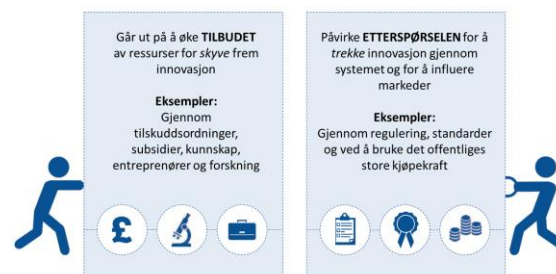 Går ut på å øke TILBUDET
av ressurser for skyve frem
innovasjon
Eksempler:
Gjennom
tilskuddsordninger,
subsidier, kunnskap,
entreprenører og forskning
£
Påvirke ETTERSPØRSELEN for å
trekke innovasjon gjennom
systemet og for å influere
markeder
Eksempler:
Gjennom regulering, standarder
og ved å bruke det offentliges
store kjøpekraft